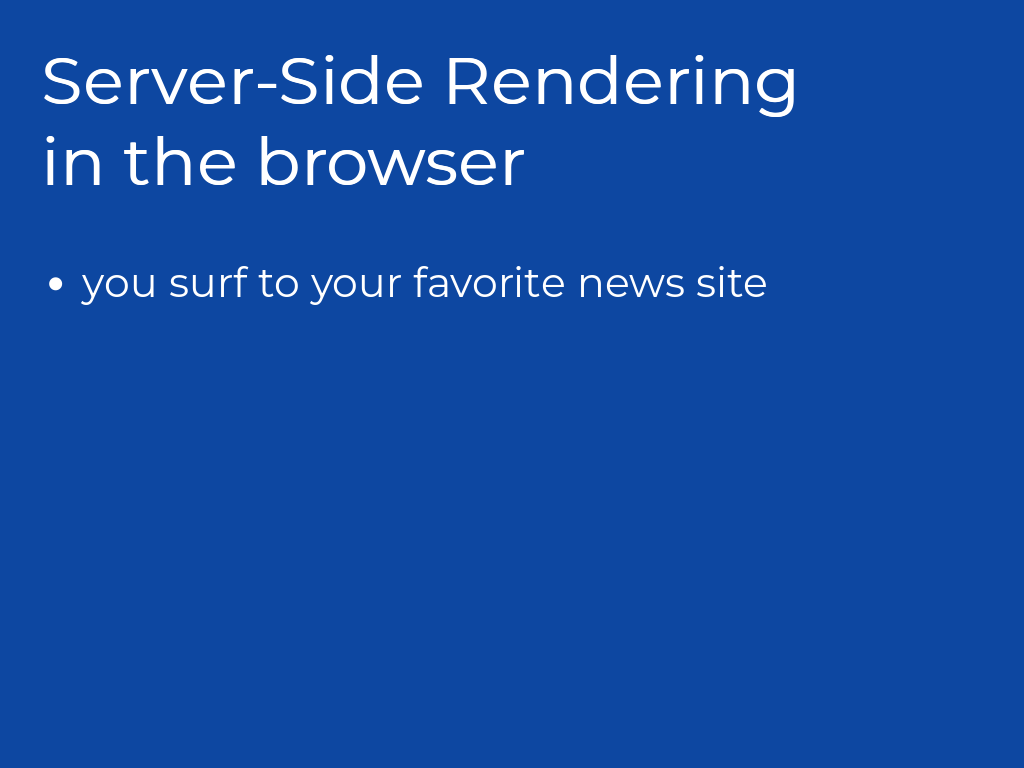 Server-Side Rendering
in the browser
• you surf to your favorite news site